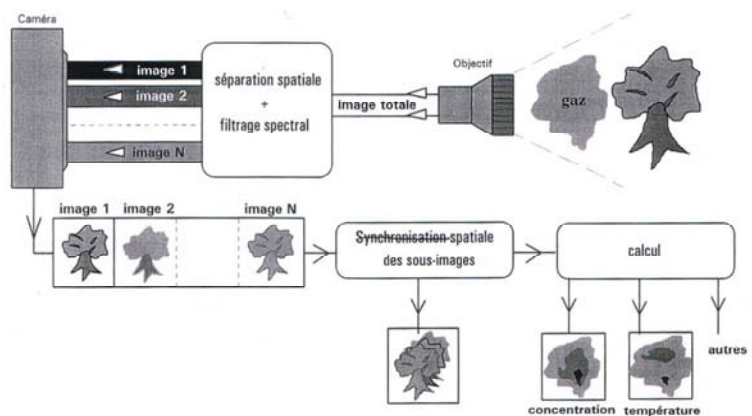 Caméra
image 1
image 2
image N
séparation spatiale
+
filtrage spectral
image totale
Objectif
gaz
image 1
image 2
image N
Synchronisation spatiale
des sous-images
calcul
concentration
température
autres